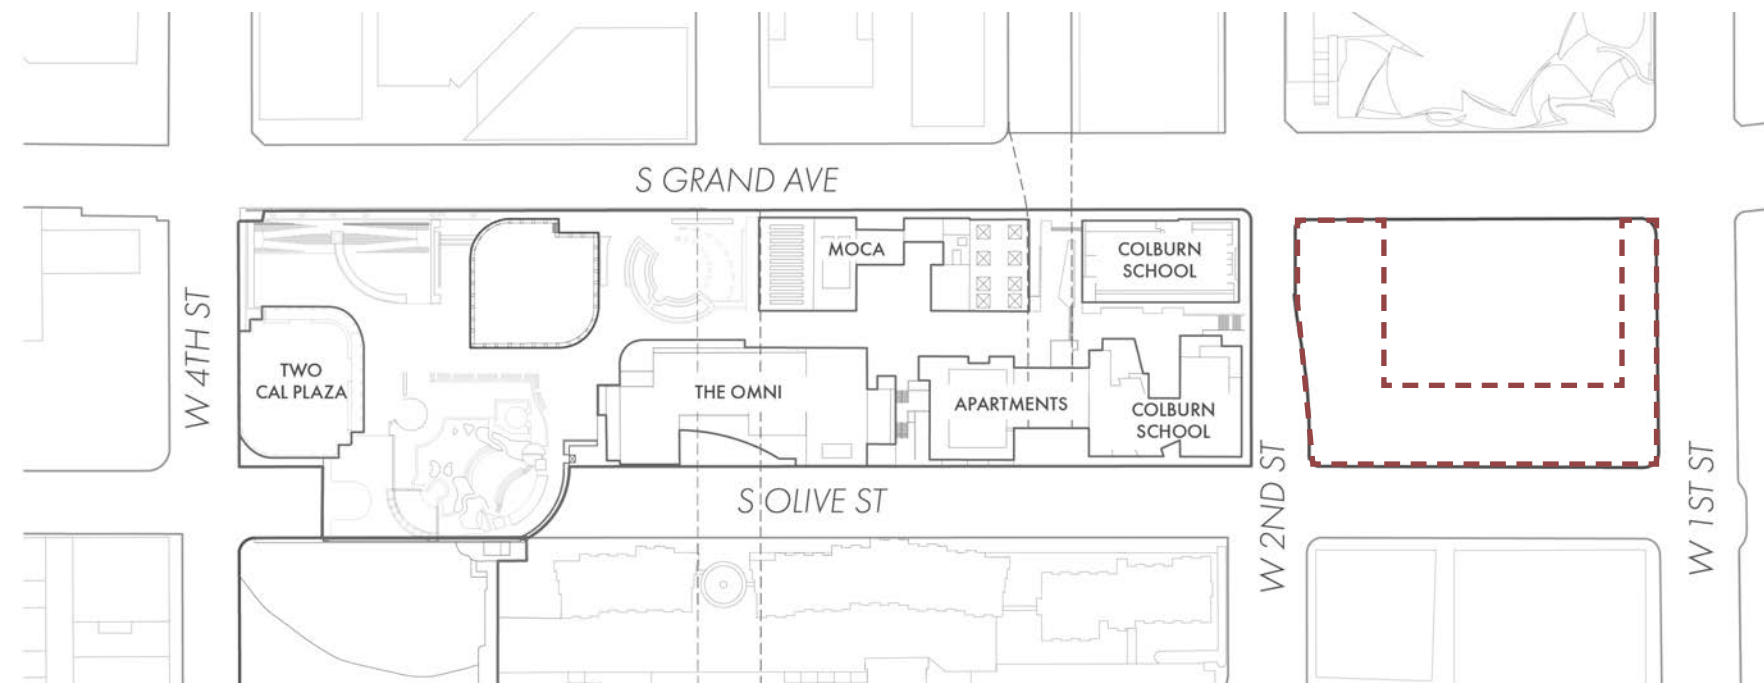 S GRAND AVE
MOCA
COLBURN
SCHOOL
W 4TH ST
TWO
CAL PLAZA
THE OMNI
APARTMENTS
COLBURN
SCHOOL
S OLIVE ST
W 2ND ST
W 1ST ST